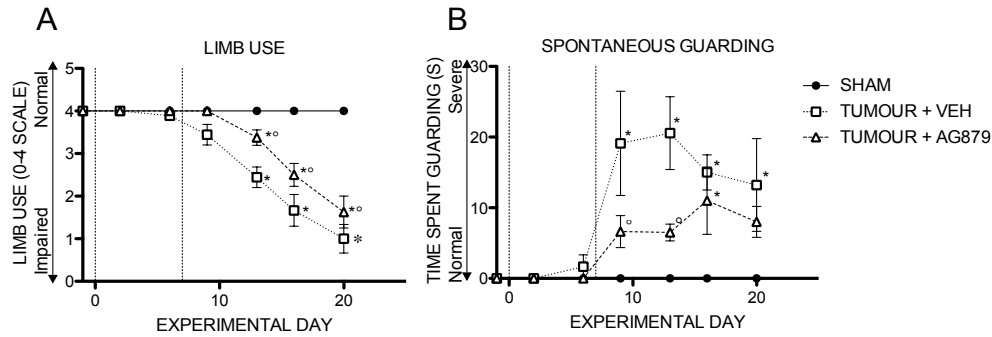 A
LIMB USE
LIMB USE (0-4 SCALE)
Impaired
Normal
5
4
3
2
1
0
*°
*°
*°
*
*
*
0
10
20
EXPERIMENTAL DAY
B
SPONTANEOUS GUARDING
TIME SPENT GUARDING (S)
Normal
Severe
30
20
10
0
*
*
*
*
°
°
*
0
10
20
EXPERIMENTAL DAY
SHAM
TUMOUR + VEH
TUMOUR + AG879